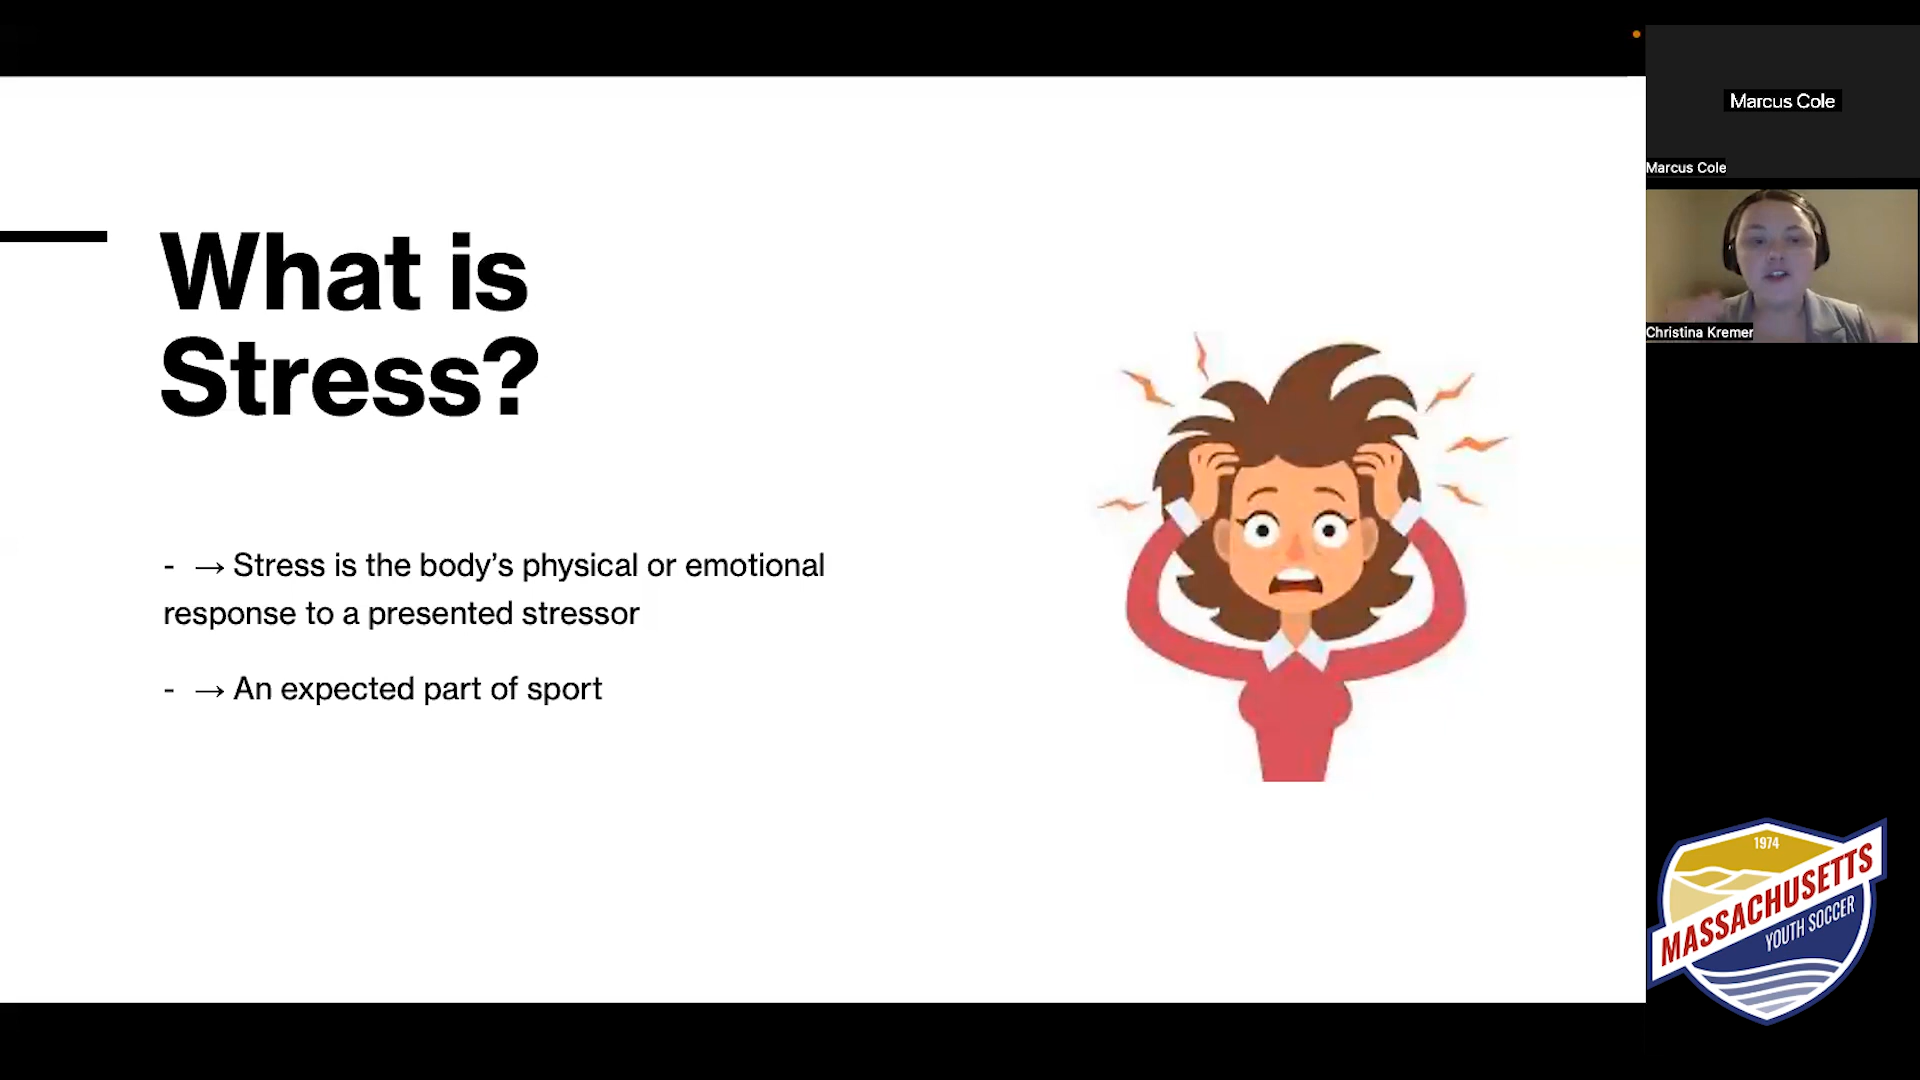 What is
Stress?
- → Stress is the body’s physical or emotional
response to a presented stressor
- → An expected part of sport
Marcus Cole
Marcus Cole
Christina Kremer
1974
MASSACHUSETTS
YOUTH SOCCER